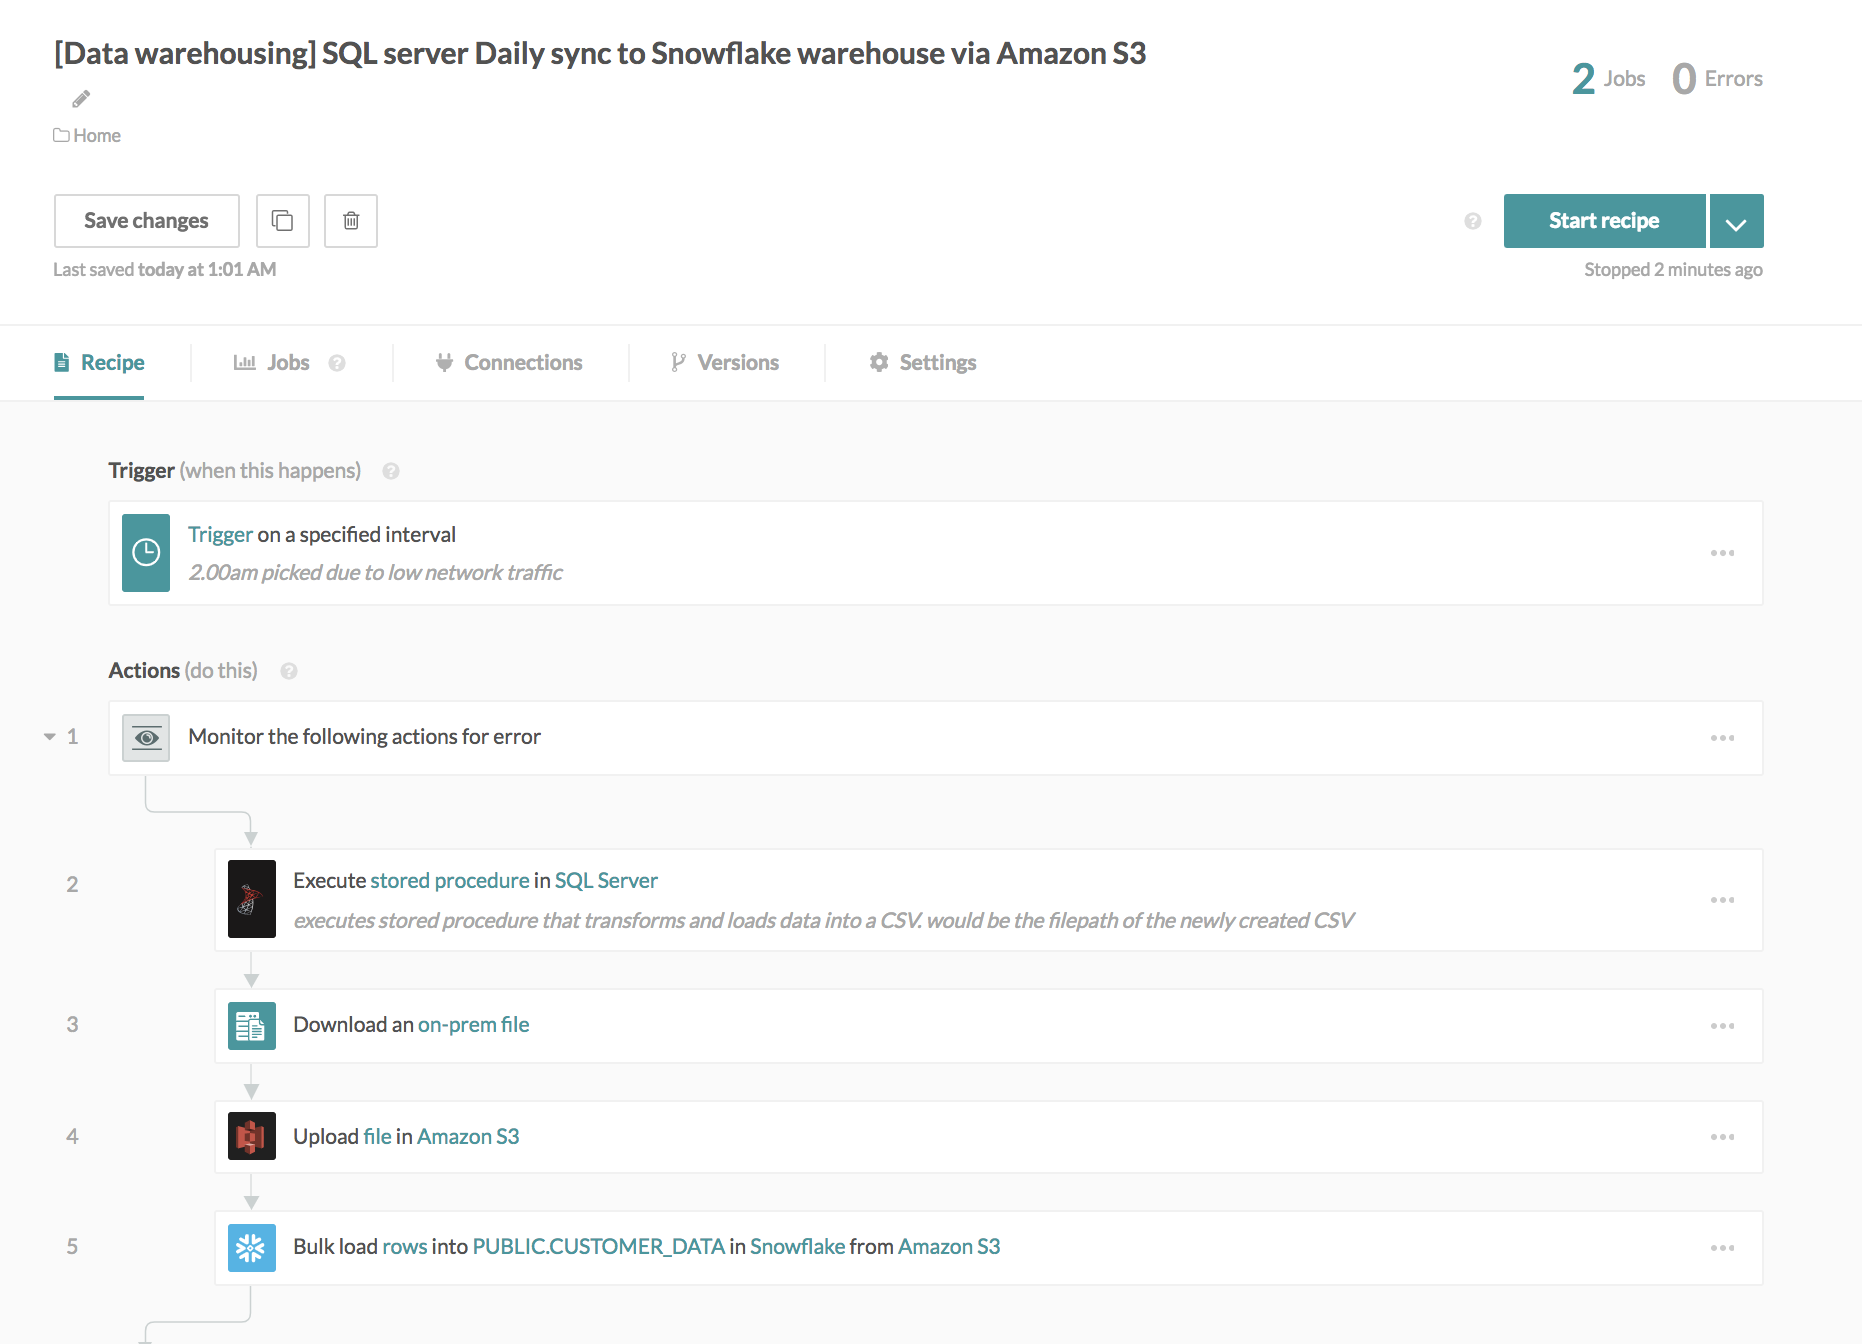 [Data warehousing] SQL server Daily sync to Snowflake warehouse via Amazon S3
2 Jobs 0 Errors
Home
Save changes
? Start recipe
Last saved today at 1:01 AM
Stopped 2 minutes ago
Recipe Jobs ? Connections Versions Settings
Trigger (when this happens) ?
Trigger on a specified interval
2.00am picked due to low network traffic
Actions (do this) ?
1 Monitor the following actions for error
2 Execute stored procedure in SQL Server
executes stored procedure that transforms and loads data into a CSV. would be the filepath of the newly created CSV
3 Download an on-prem file
4 Upload file in Amazon S3
5 Bulk load rows into PUBLIC.CUSTOMER_DATA in Snowflake from Amazon S3